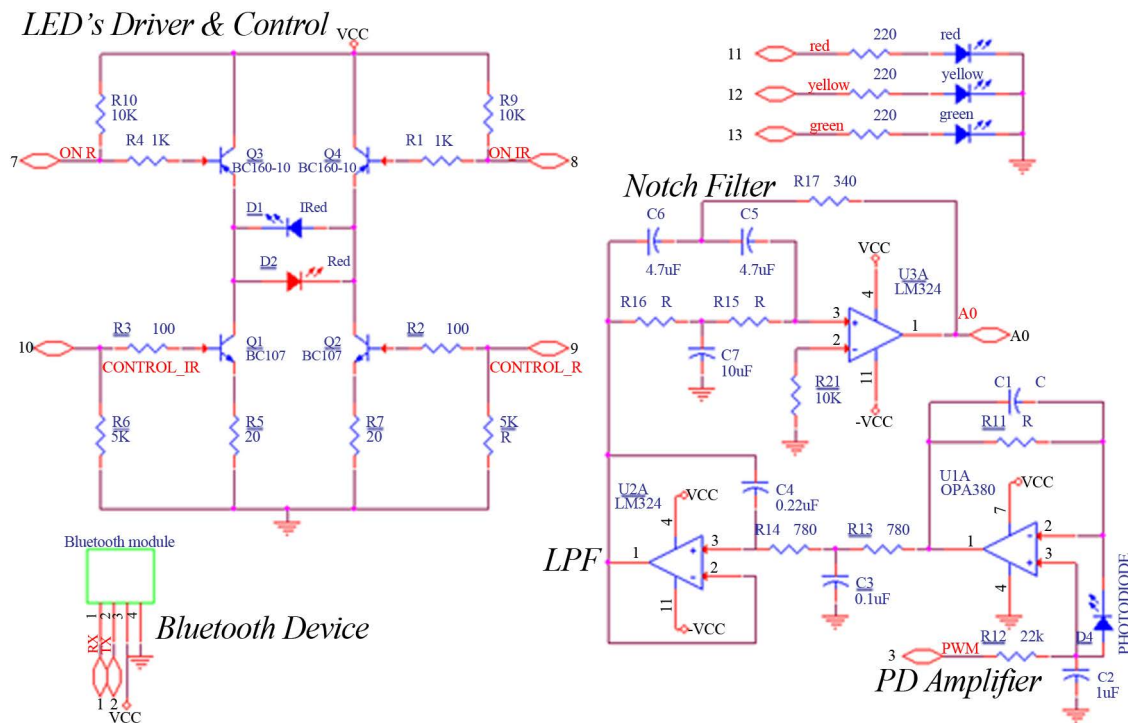 LED's Driver & Control
VCC
R10
10K
R4 1K
7
ON R
Q3
BC160-10
Q4
BC160-10
R1 1K
R9
10K
ON_IR
8
D1
IRed
D2
Red
R3 100
10
CONTROL_IR
Q1
BC107
Q2
BC107
R2 100
9
CONTROL_R
R6
5K
R5
20
R7
20
5K
R
Bluetooth module
1
2
3
4
RX
TX
1
2
VCC
Bluetooth Device
11
red
220
red
12
yellow
220
yellow
13
green
220
green
Notch Filter
R17 340
C6
4.7uF
C5
4.7uF
R16 R
R15 R
C7
10uF
VCC
U3A
LM324
4
3
2
1
11
-VCC
A0
A0
R21
10K
U2A
LM324
VCC
4
1
3
2
11
-VCC
LPF
C4
0.22uF
R14 780
R13 780
C3
0.1uF
C1 C
R11 R
U1A
OPA380
VCC
7
1
2
3
4
3
PWM
R12 22k
D4
PHOTODIODE
C2
1uF
PD Amplifier